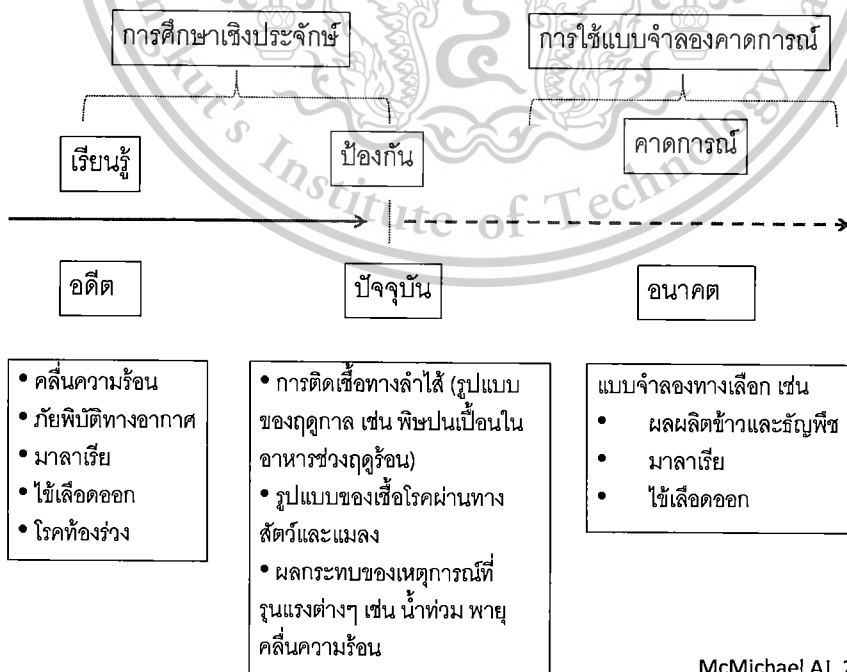 การศึกษาเชิงประจักษ์
การใช้แบบจำลองคาดการณ์
เรียนรู้
ป้องกัน
คาดการณ์
Institute of Technology
อดีต
ปัจจุบัน
อนาคต
• คลื่นความร้อน
• ภัยพิบัติทางอากาศ
• มาลาเรีย
• ไข้เลือดออก
• โรคท้องร่วง
• การติดเชื้อทางลำไส้ (รูปแบบ
ของฤดูกาล เช่น พิษปนเปื้อนใน
อาหารช่วงฤดูร้อน)
• รูปแบบของเชื้อโรคผ่านทาง
สัตว์และแมลง
• ผลกระทบของเหตุการณ์ที่
รุนแรงต่างๆ เช่น น้ำท่วม พายุ
คลื่นความร้อน
แบบจำลองทางเลือก เช่น
• ผลผลิตข้าวและธัญพืช
• มาลาเรีย
• ไข้เลือดออก
McMichael AJ, 2